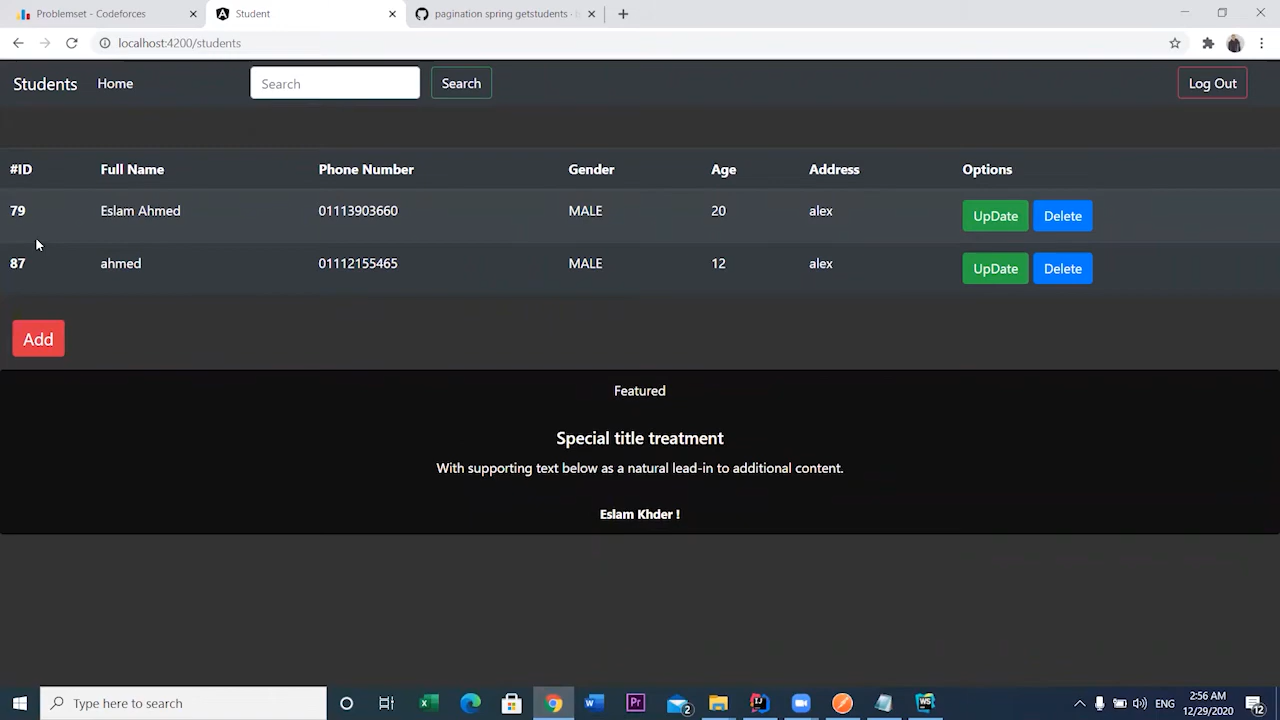 Problemset - Codeforces
Student
pagination spring getstudents · b
localhost:4200/students
Students Home Search Search Log Out
#ID Full Name Phone Number Gender Age Address Options
79 Eslam Ahmed 01113903660 MALE 20 alex UpDate Delete
87 ahmed 01112155465 MALE 12 alex UpDate Delete
Add
Featured
Special title treatment
With supporting text below as a natural lead-in to additional content.
Eslam Khder !
Type here to search
2
ENG
2:56 AM
12/29/2020
12